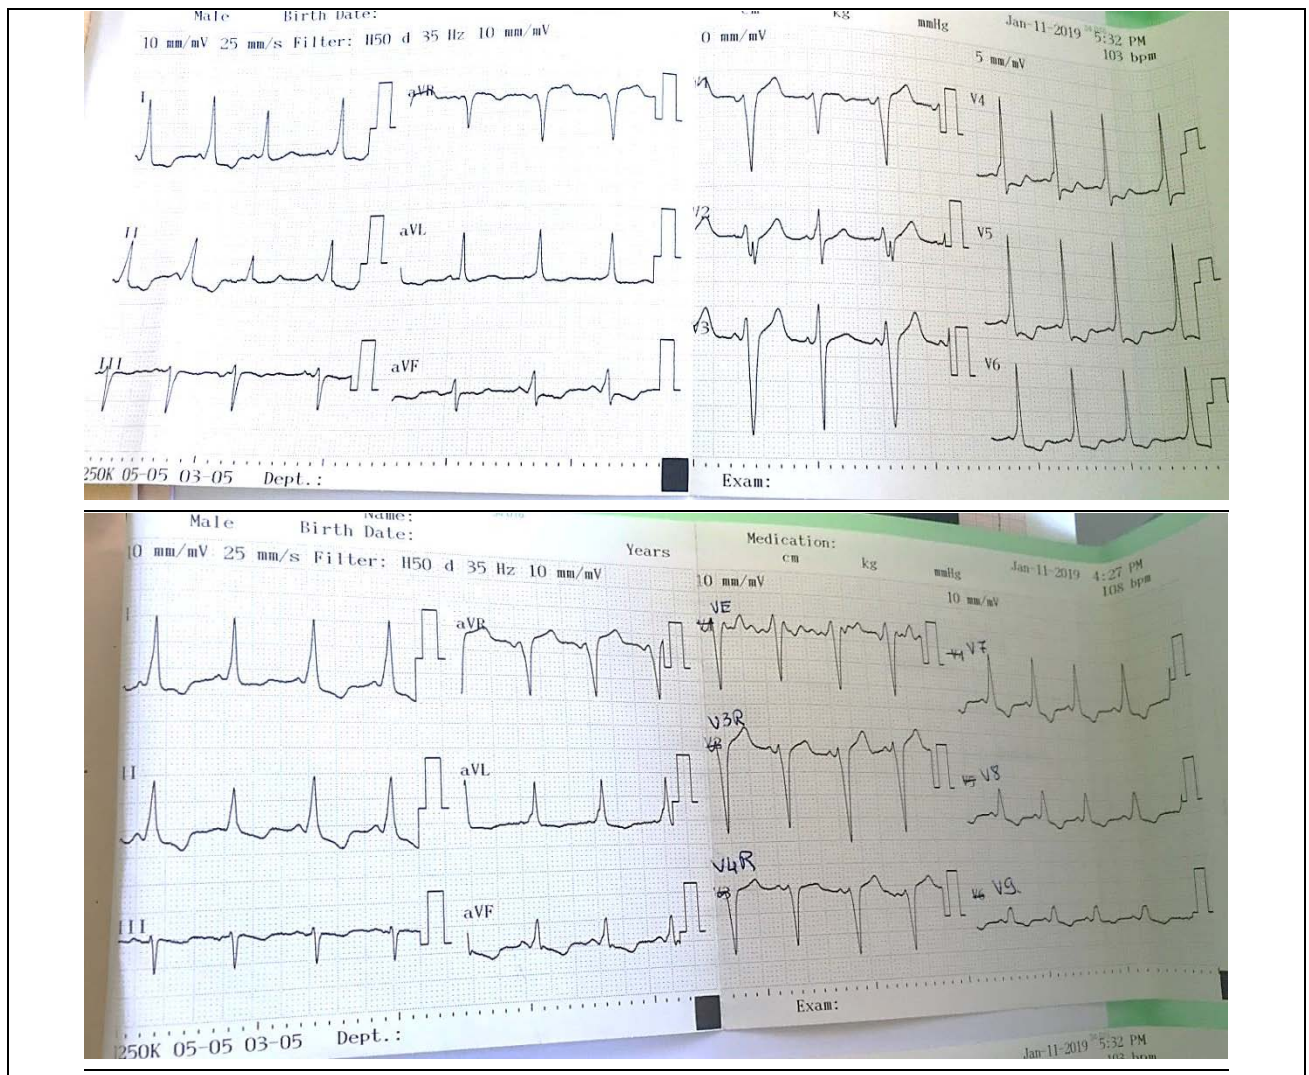 Male Birth Date:
10 mm/mV 25 mm/s Filter: H50 d 35 Hz 10 mm/mV
cm kg mmHg Jan-11-2019 5:32 PM
0 mm/mV 5 mm/mV 103 bpm
I aVR V4
II aVL V2 V5
III aVF V3 V6
250K 05-05 03-05 Dept.: Exam:
Male Name:
Birth Date:
10 mm/mV 25 mm/s Filter: H50 d 35 Hz 10 mm/mV
Years Medication:
cm kg mmHg Jan-11-2019 4:27 PM
10 mm/mV 10 mm/mV 108 bpm
I aVR VE V7
V3R
II aVL V8
V4R
III aVF V9
1250K 05-05 03-05 Dept.: Exam:
Jan-11-2019 5:32 PM